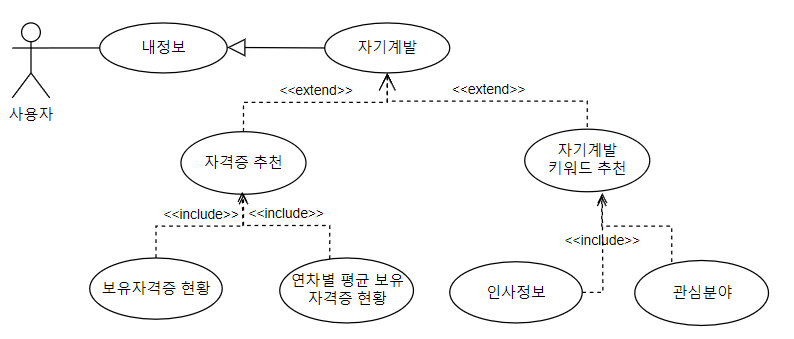 내정보
자기계발
사용자
<<extend>>
<<extend>>
자격증 추천
자기계발
키워드 추천
<<include>>
<<include>>
<<include>>
보유자격증 현황
연차별 평균 보유
자격증 현황
인사정보
관심분야